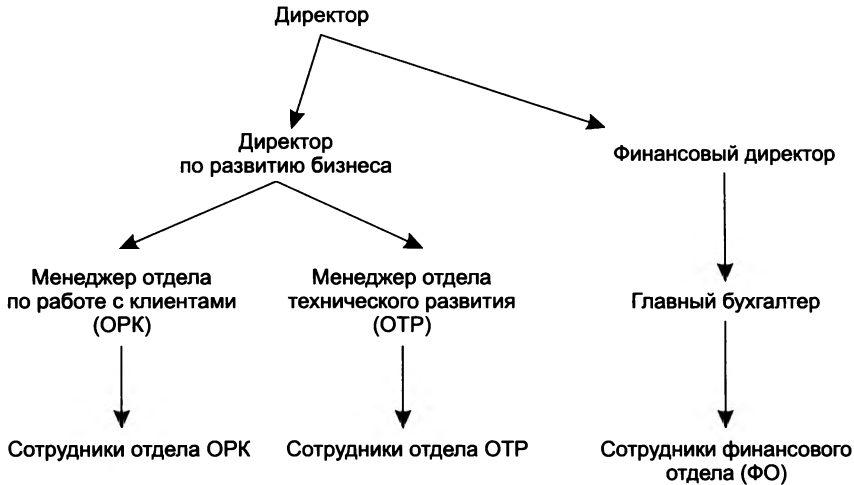 Директор
Директор
по развитию бизнеса
Финансовый директор
Менеджер отдела
по работе с клиентами
(ОРК)
Менеджер отдела
технического развития
(ОТР)
Главный бухгалтер
Сотрудники отдела ОРК
Сотрудники отдела ОТР
Сотрудники финансового
отдела (ФО)